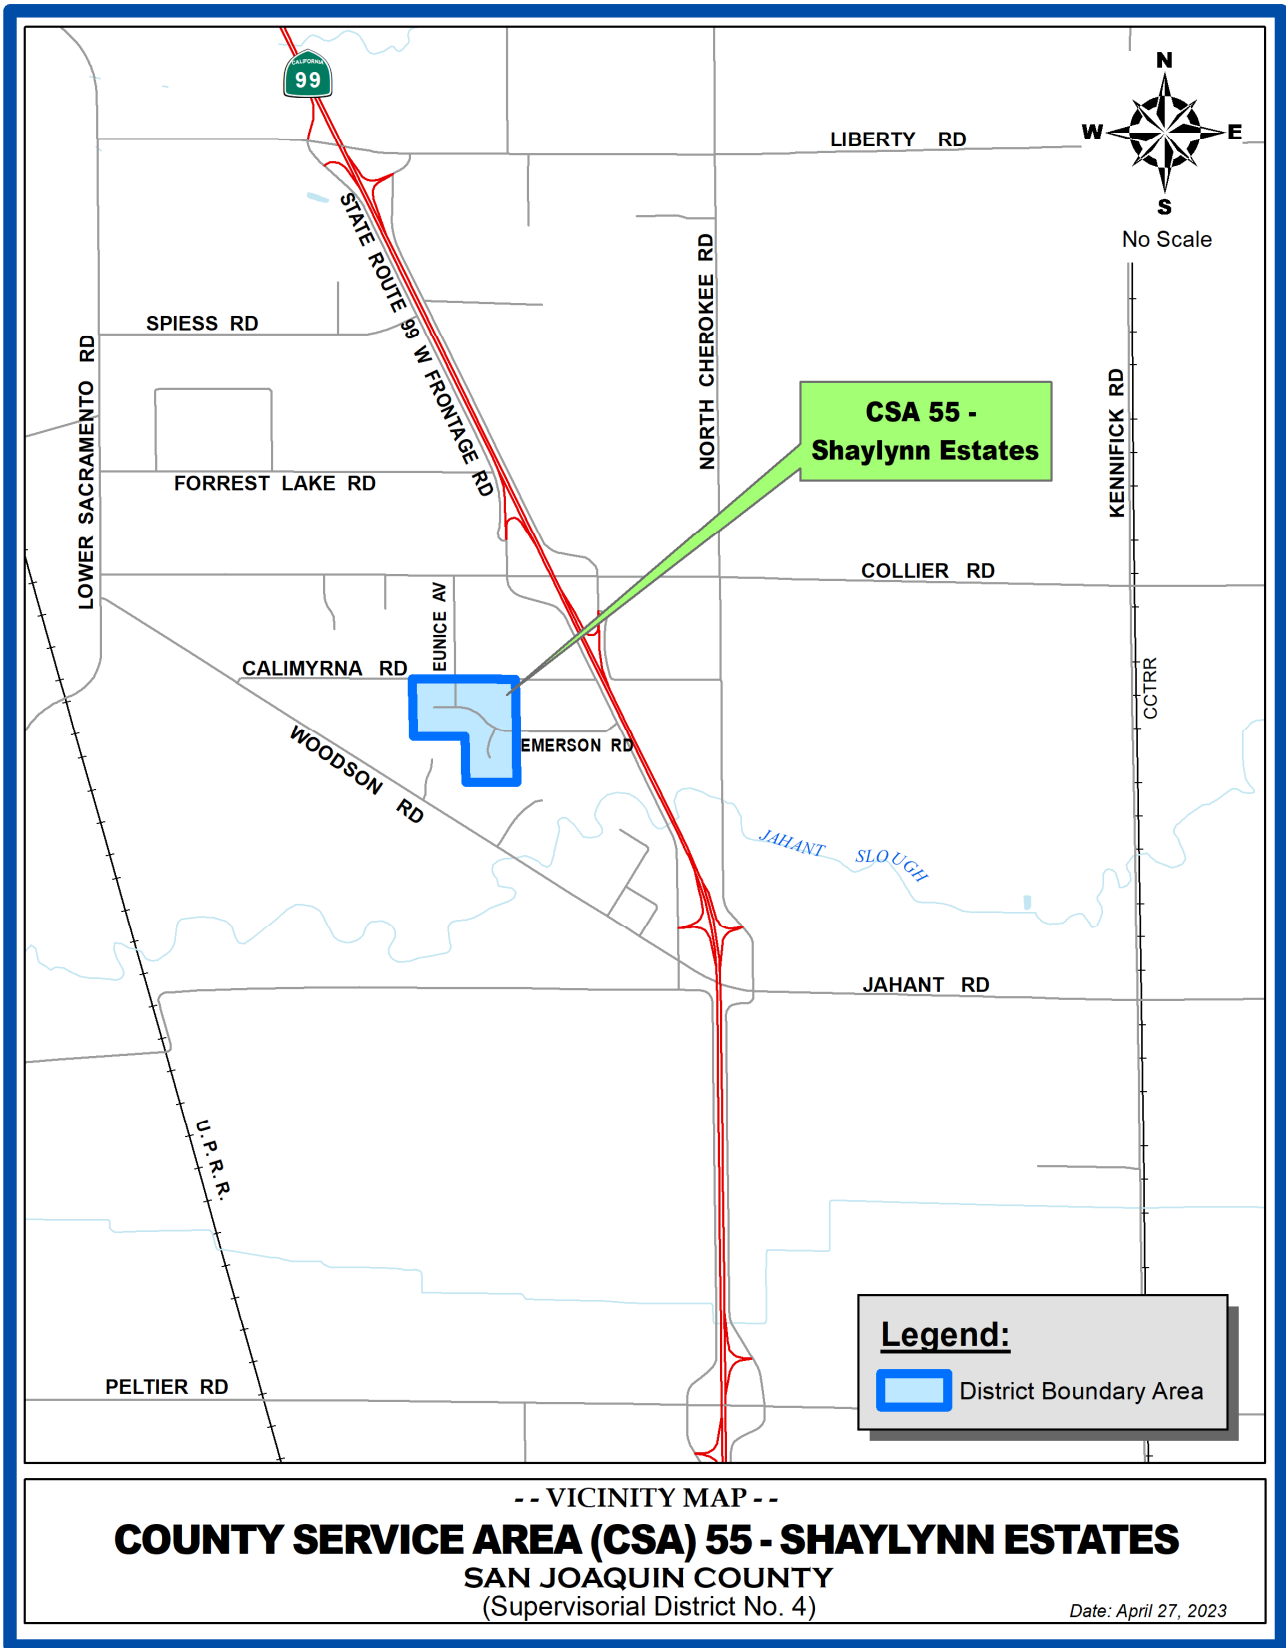 CALIFORNIA
99
N
W
E
S
No Scale
LIBERTY RD
STATE ROUTE 99 W FRONTAGE RD
NORTH CHEROKEE RD
SPIESS RD
LOWER SACRAMENTO RD
KENNIFICK RD
CSA 55 -
Shaylynn Estates
FORREST LAKE RD
COLLIER RD
EUNICE AV
CALIMYRNA RD
CCTRR
WOODSON RD
EMERSON RD
JAHANT SLOUGH
JAHANT RD
U.P.R.R.
Legend:
District Boundary Area
PELTIER RD
- - VICINITY MAP - -
COUNTY SERVICE AREA (CSA) 55 - SHAYLYNN ESTATES
SAN JOAQUIN COUNTY
(Supervisorial District No. 4)
Date: April 27, 2023